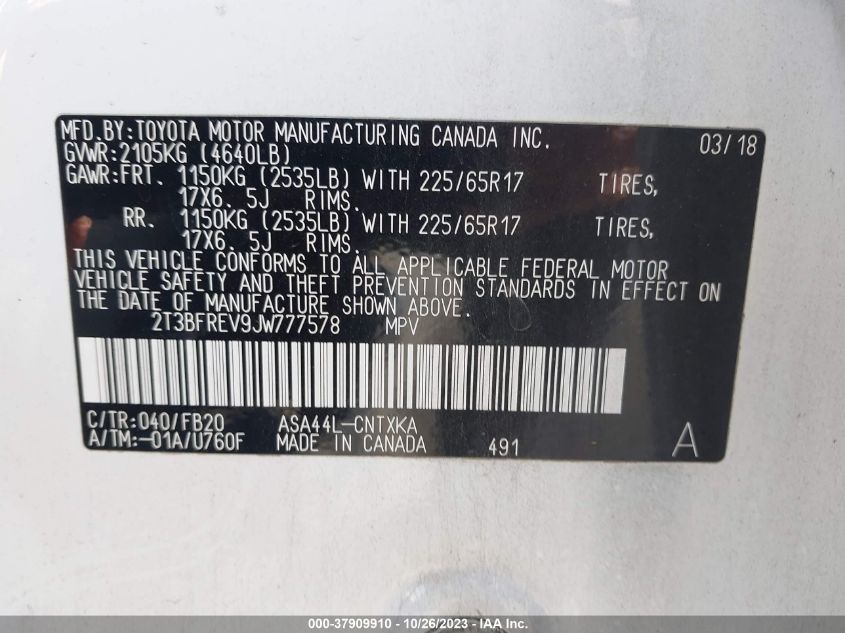 MFD.BY:TOYOTA MOTOR MANUFACTURING CANADA INC. 03/18
GVWR:2105KG (4640LB)
GAWR:FRT. 1150KG (2535LB) WITH 225/65R17 TIRES,
17X6. 5J RIMS.
RR. 1150KG (2535LB) WITH 225/65R17 TIRES,
17X6. 5J RIMS.
THIS VEHICLE CONFORMS TO ALL APPLICABLE FEDERAL MOTOR
VEHICLE SAFETY AND THEFT PREVENTION STANDARDS IN EFFECT ON
THE DATE OF MANUFACTURE SHOWN ABOVE.
2T3BFREV9JW777578 MPV
C/TR:040/FB20 ASA44L-CNTXKA
A/TM:-01A/U760F MADE IN CANADA 491 A
000-37909910 - 10/26/2023 - IAAI.com